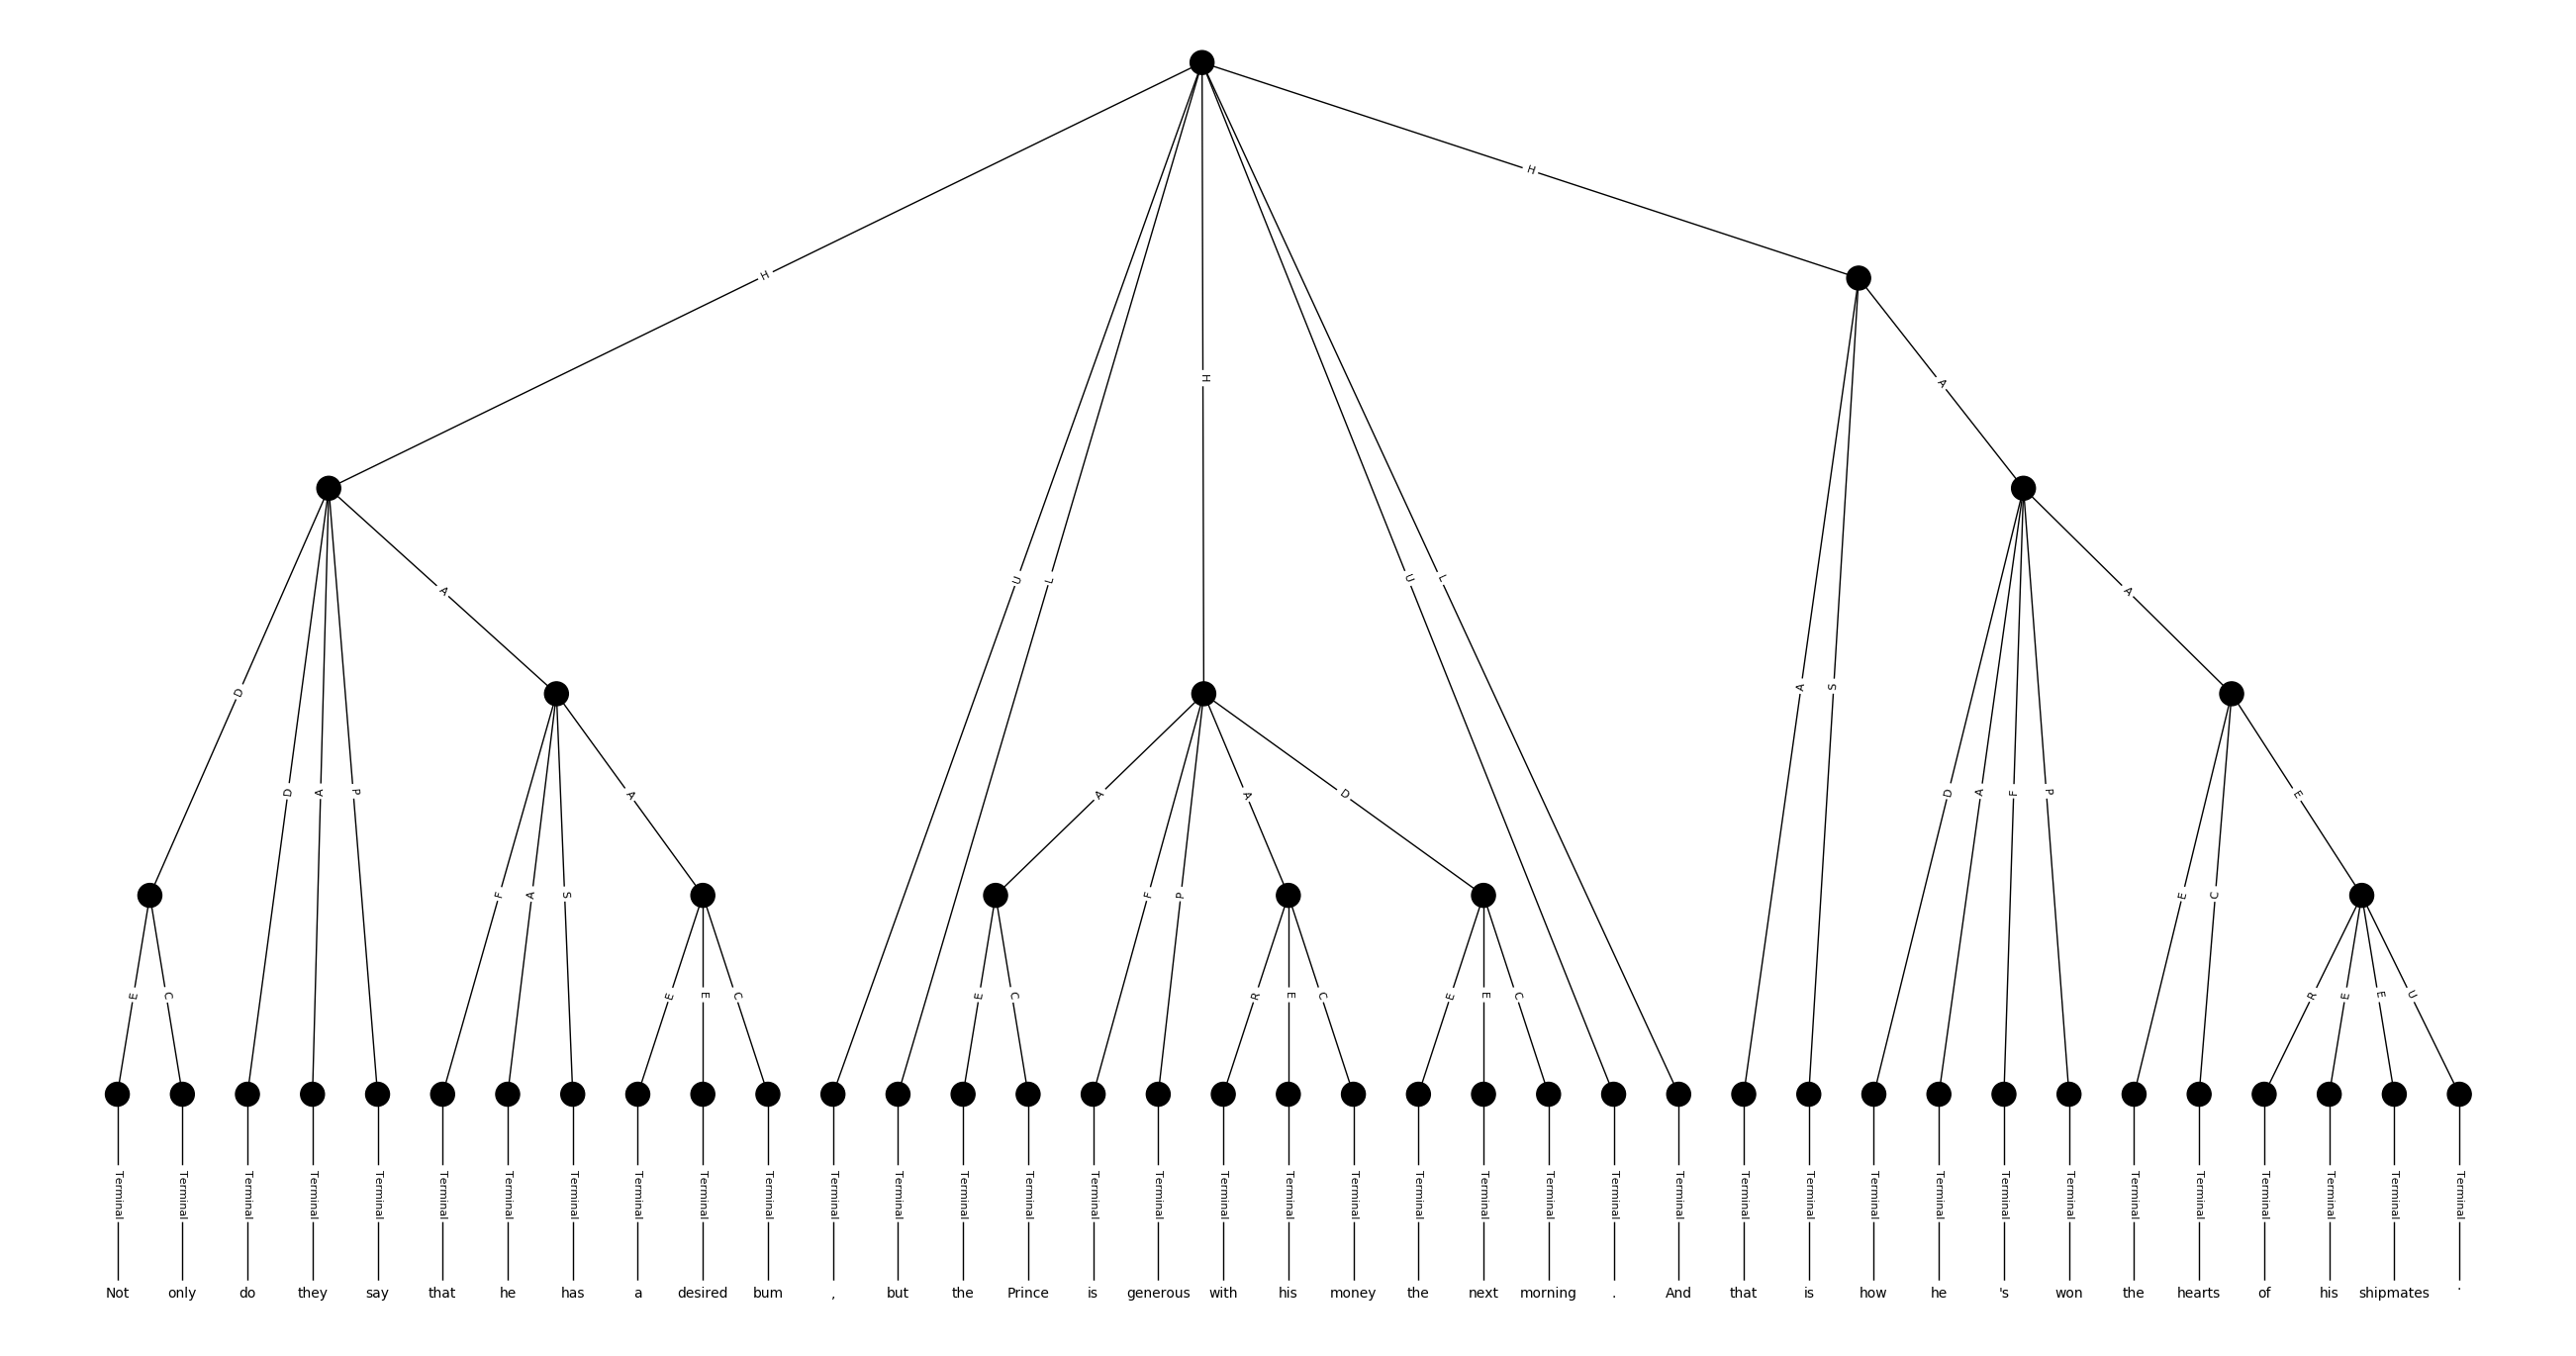 H
H
A
H
U
L
U
L
A
A
D
A
S
D
A
P
A
A
A
D
D
A
F
P
F
A
S
F
P
E
E
C
E
C
E
E
C
E
C
R
E
C
E
E
C
R
E
E
U
Terminal Terminal Terminal Terminal Terminal Terminal Terminal Terminal Terminal Terminal Terminal Terminal Terminal Terminal Terminal Terminal Terminal Terminal Terminal Terminal Terminal Terminal Terminal Terminal Terminal Terminal Terminal Terminal Terminal Terminal Terminal Terminal Terminal Terminal Terminal Terminal Terminal
Not only do they say that he has a desired bum , but the Prince is generous with his money the next morning . And that is how he 's won the hearts of his shipmates .